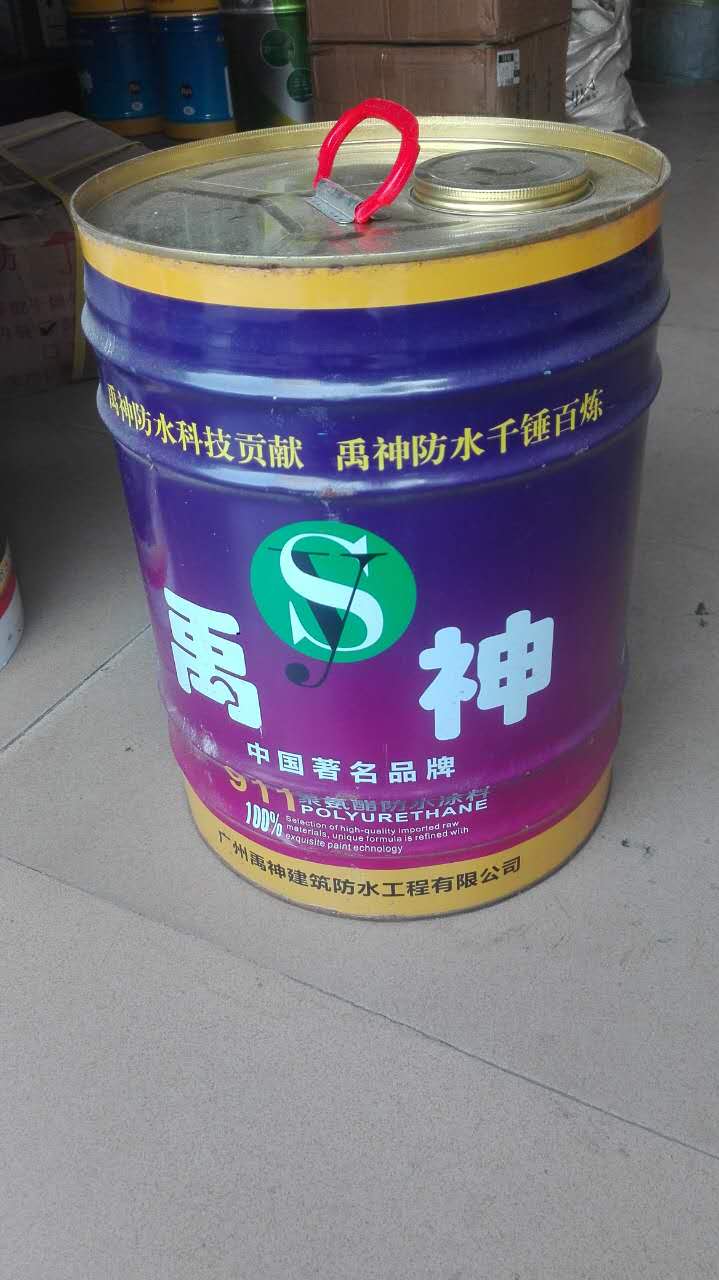 禹神防水科技贡献 禹神防水千锤百炼
S y
禹神
中国著名品牌
911聚氨酯防水涂料
POLYURETHANE
100%
Selection of high-quality imported raw
materials, unique formula is refined with
exquisite paint echnology
广州禹神建筑防水工程有限公司